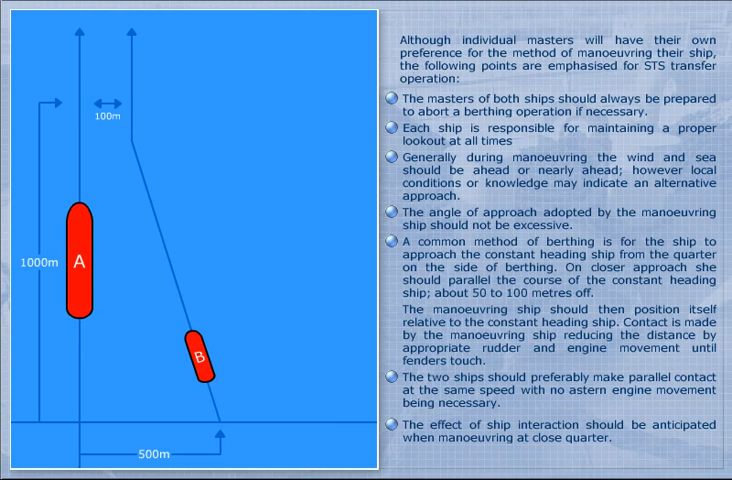 100m
A
1000m
B
500m
Although individual masters will have their own
preference for the method of manoeuvring their ship,
the following points are emphasised for STS transfer
operation:
The masters of both ships should always be prepared
to abort a berthing operation if necessary.
Each ship is responsible for maintaining a proper
lookout at all times
Generally during manoeuvring the wind and sea
should be ahead or nearly ahead; however local
conditions or knowledge may indicate an alternative
approach.
The angle of approach adopted by the manoeuvring
ship should not be excessive.
A common method of berthing is for the ship to
approach the constant heading ship from the quarter
on the side of berthing. On closer approach she
should parallel the course of the constant heading
ship; about 50 to 100 metres off.
The manoeuvring ship should then position itself
relative to the constant heading ship. Contact is made
by the manoeuvring ship reducing the distance by
appropriate rudder and engine movement until
fenders touch.
The two ships should preferably make parallel contact
at the same speed with no astern engine movement
being necessary.
The effect of ship interaction should be anticipated
when manoeuvring at close quarter.